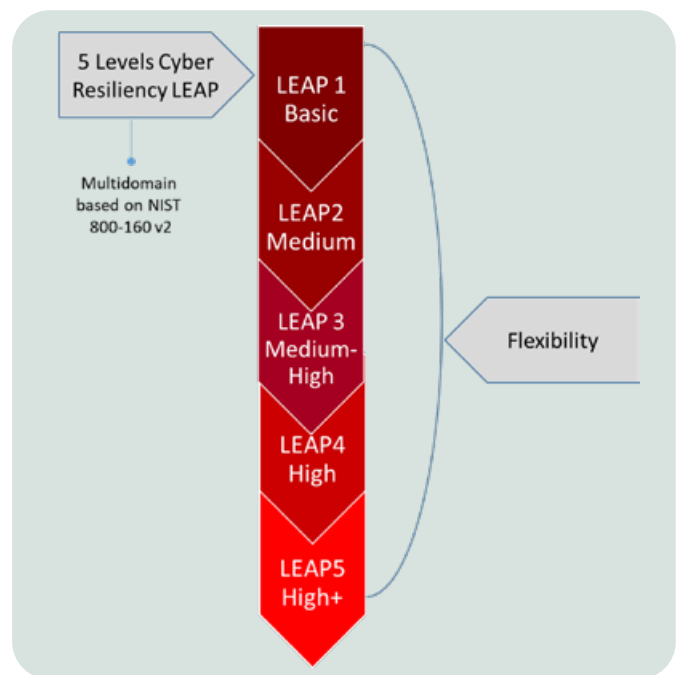 5 Levels Cyber
Resiliency LEAP
Multidomain
based on NIST
800-160 v2
LEAP 1
Basic
LEAP2
Medium
LEAP 3
Medium-
High
LEAP4
High
LEAP5
High+
Flexibility